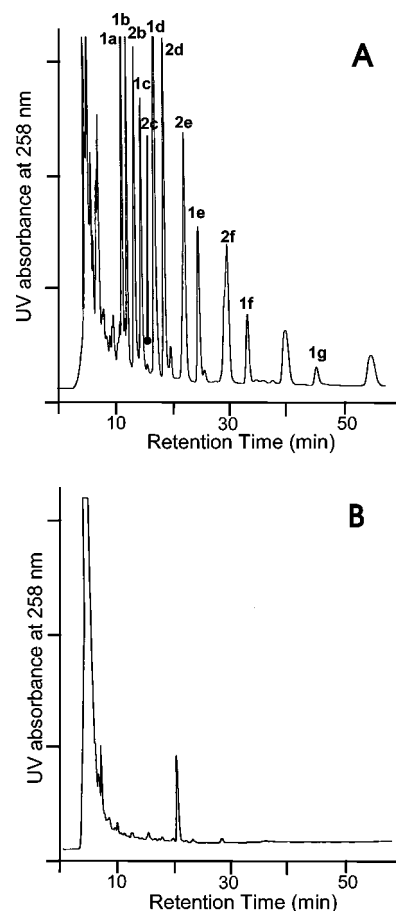 A
1b
1d
1a
2b
2d
1c
2c
2e
1e
2f
1f
1g
UV absorbance at 258 nm
10
30
50
Retention Time (min)
B
UV absorbance at 258 nm
10
30
50
Retention Time (min)